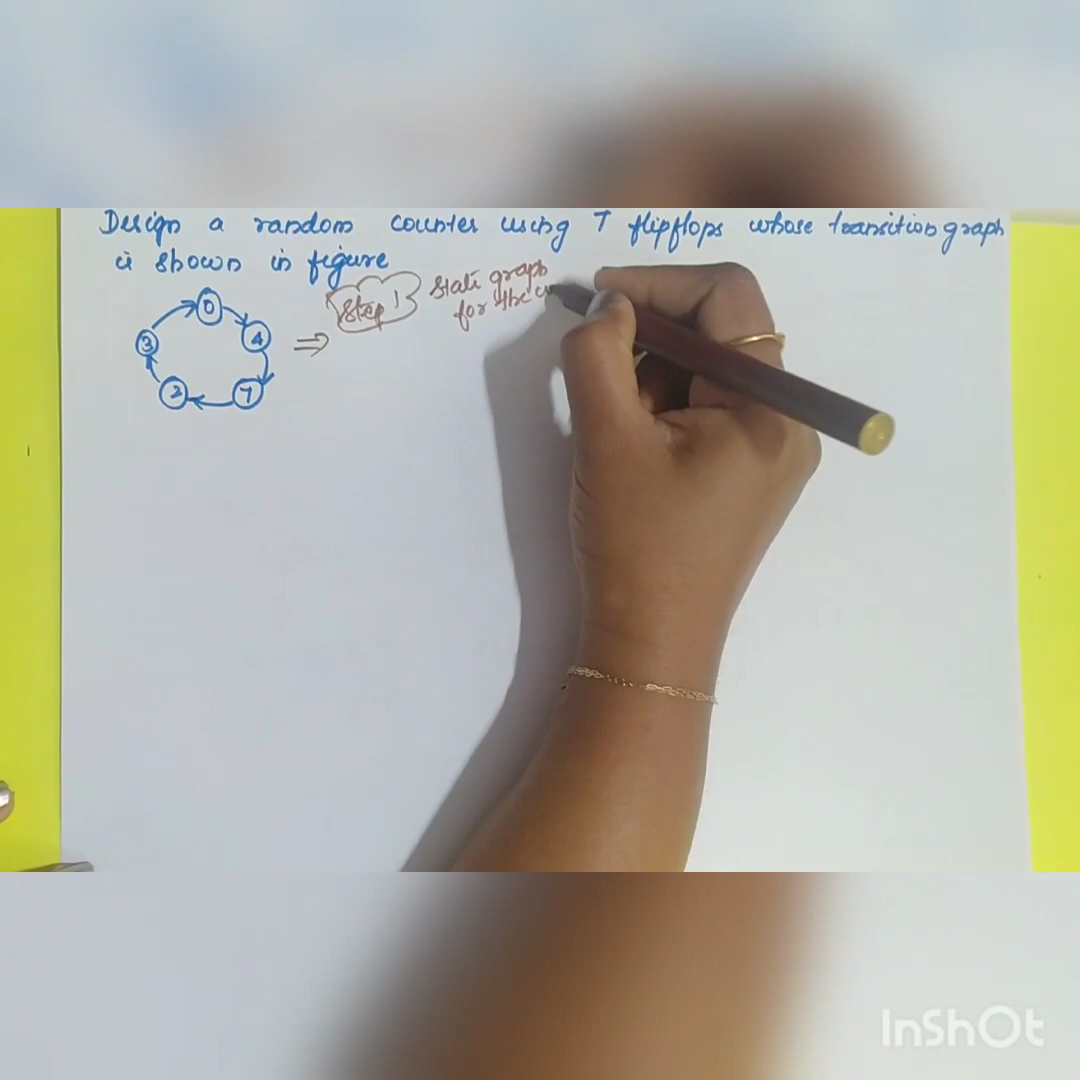 Design a random counter using T flipflops whose transition graph
is shown in figure
Step 1
State graph
for the
0
4
7
2
3
InShOt